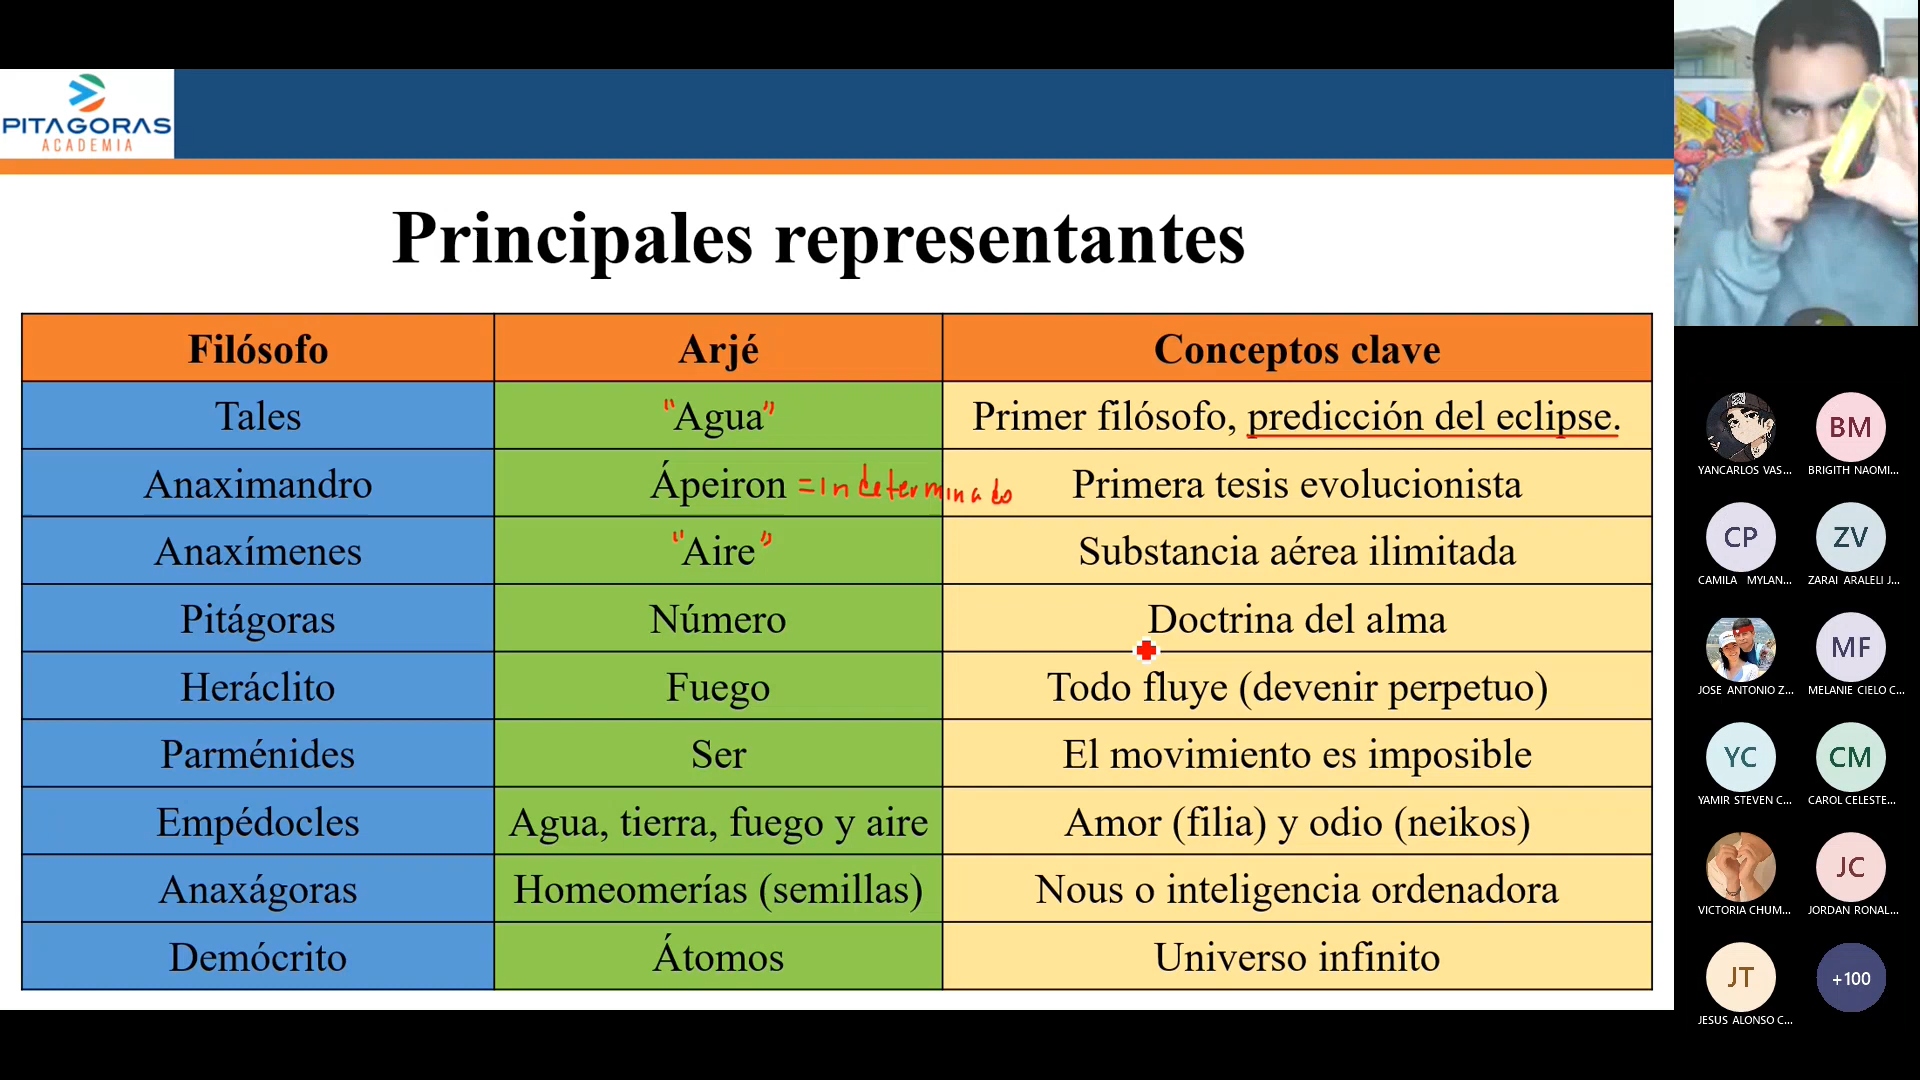 PITAGORAS
ACADEMIA
Principales representantes
Filósofo Arjé Conceptos clave
Tales "Agua" Primer filósofo, predicción del eclipse.
Anaximandro Ápeiron = indeterminado Primera tesis evolucionista
Anaxímenes "Aire" Substancia aérea ilimitada
Pitágoras Número Doctrina del alma
Heráclito Fuego Todo fluye (devenir perpetuo)
Parménides Ser El movimiento es imposible
Empédocles Agua, tierra, fuego y aire Amor (filia) y odio (neikos)
Anaxágoras Homeomerías (semillas) Nous o inteligencia ordenadora
Demócrito Átomos Universo infinito
BM
YANCARLOS VAS... BRIGITH NAOMI...
CP ZV
CAMILA MYLAN... ZARAI ARALELI J...
MF
JOSE ANTONIO Z... MELANIE CIELO C...
YC CM
YAMIR STEVEN C... CAROL CELESTE...
JC
VICTORIA CHUM... JORDAN RONAL...
JT +100
JESUS ALONSO C...